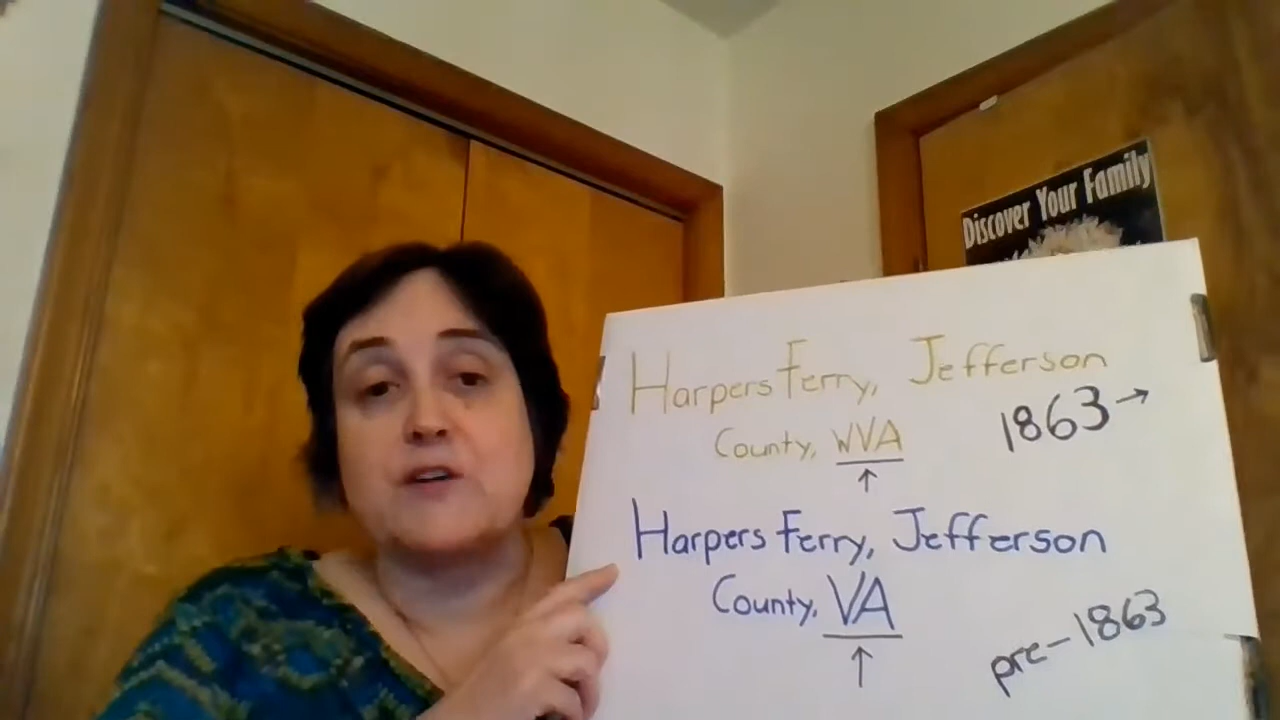 Discover Your Family
Harpers Ferry, Jefferson
County, WVA
1863→
↑
Harpers Ferry, Jefferson
County, VA
pre-1863
↑